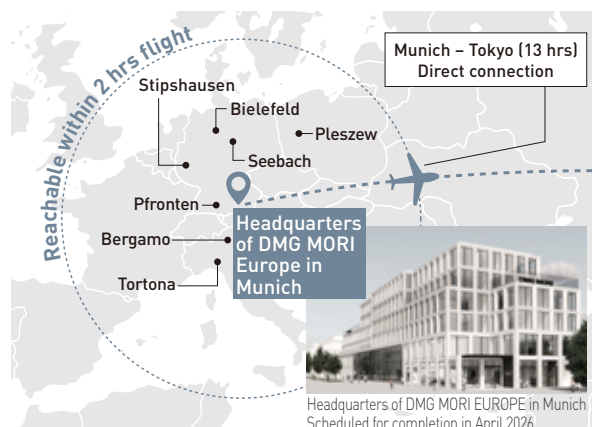 Reachable within 2 hrs flight
Munich – Tokyo (13 hrs)
Direct connection
Stipshausen
Bielefeld
Pleszew
Seebach
Pfronten
Headquarters
of DMG MORI
Europe in
Munich
Bergamo
Tortona
Headquarters of DMG MORI EUROPE in Munich
Scheduled for completion in April 2026